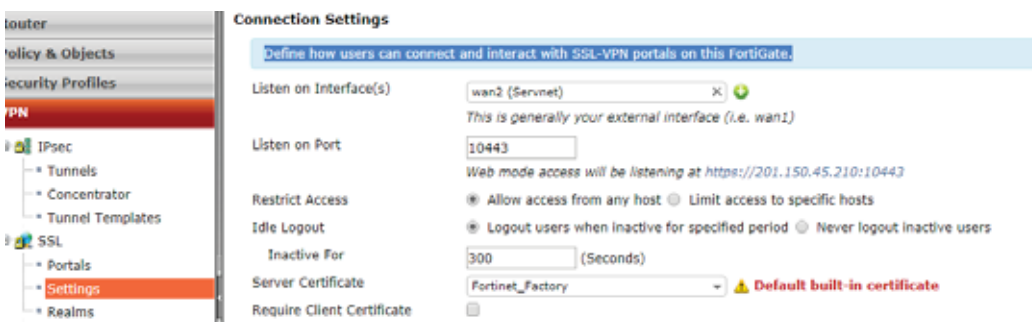 Router
Policy & Objects
Security Profiles
VPN
IPsec
Tunnels
Concentrator
Tunnel Templates
SSL
Portals
Settings
Realms
Connection Settings
Define how users can connect and interact with SSL-VPN portals on this FortiGate.
Listen on Interface(s)
wan2 (Servnet)
This is generally your external interface (i.e. wan1)
Listen on Port
10443
Web mode access will be listening at https://201.150.45.210:10443
Restrict Access
Allow access from any host Limit access to specific hosts
Idle Logout
Logout users when inactive for specified period Never logout inactive users
Inactive For
300 (Seconds)
Server Certificate
Fortinet_Factory Default built-in certificate
Require Client Certificate